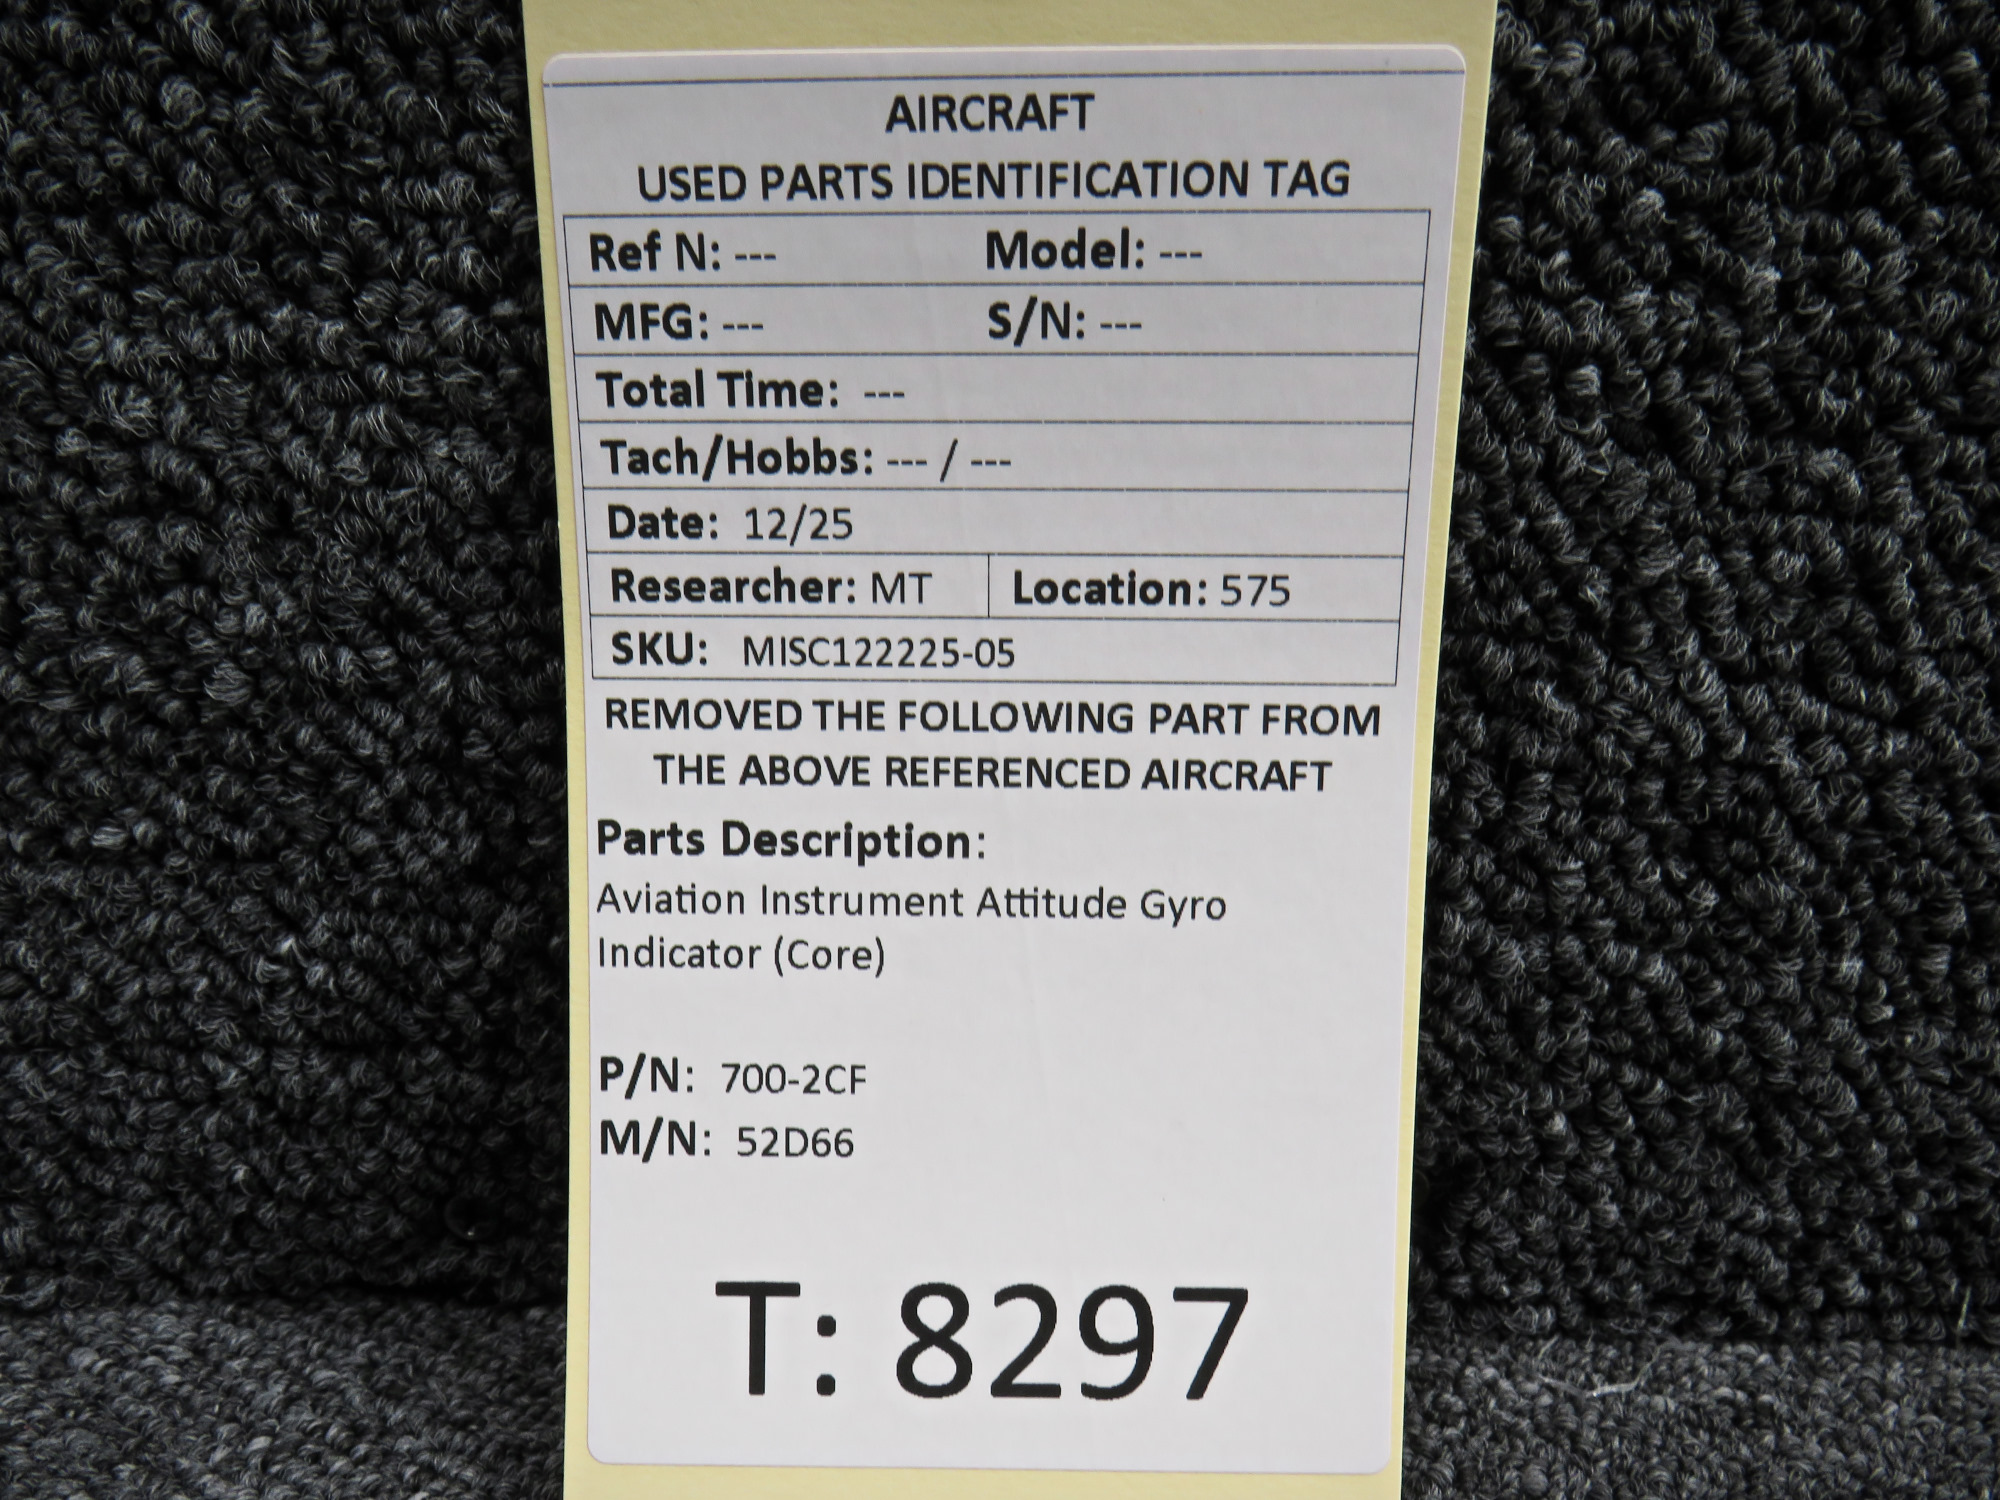 AIRCRAFT
USED PARTS IDENTIFICATION TAG
Ref N: --- Model: ---
MFG: --- S/N: ---
Total Time: ---
Tach/Hobbs: --- / ---
Date: 12/25
Researcher: MT Location: 575
SKU: MISC122225-05
REMOVED THE FOLLOWING PART FROM
THE ABOVE REFERENCED AIRCRAFT
Parts Description:
Aviation Instrument Attitude Gyro
Indicator (Core)
P/N: 700-2CF
M/N: 52D66
T: 8297